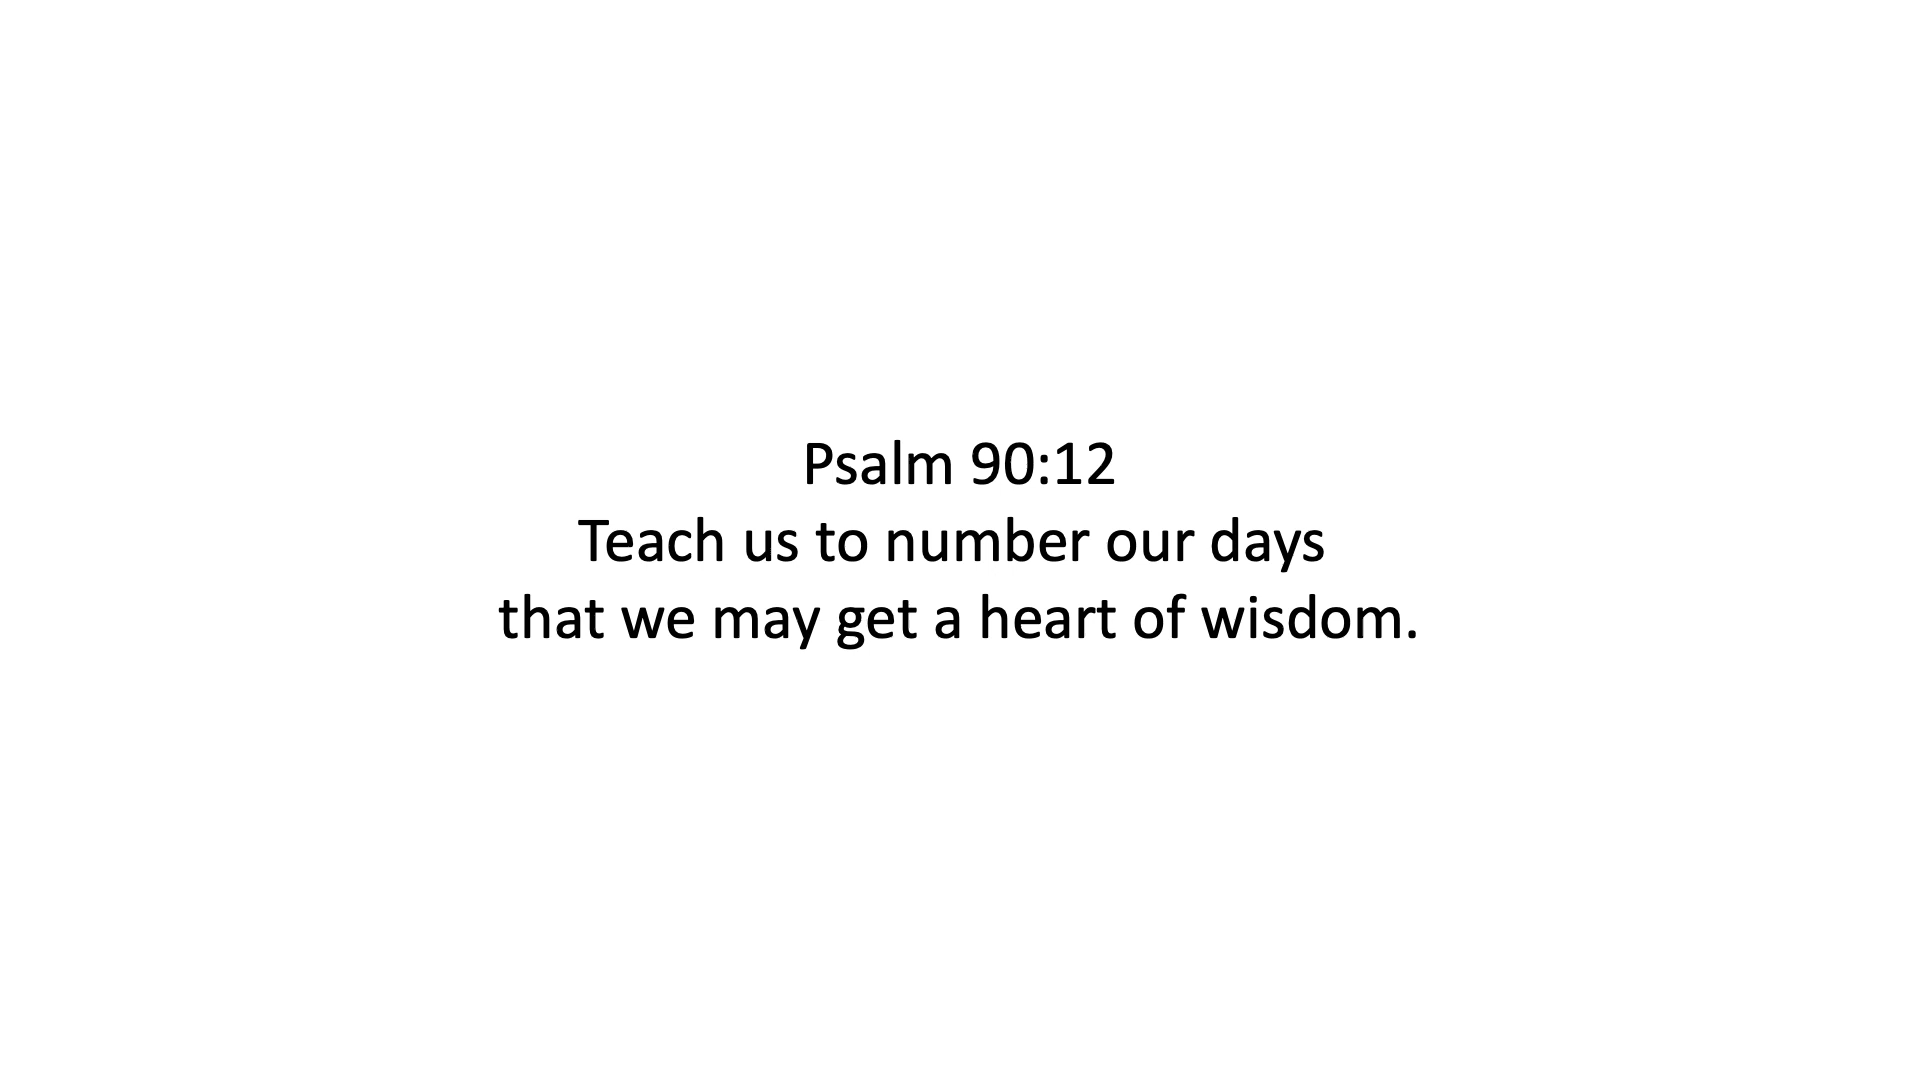 Psalm 90:12
Teach us to number our days
that we may get a heart of wisdom.